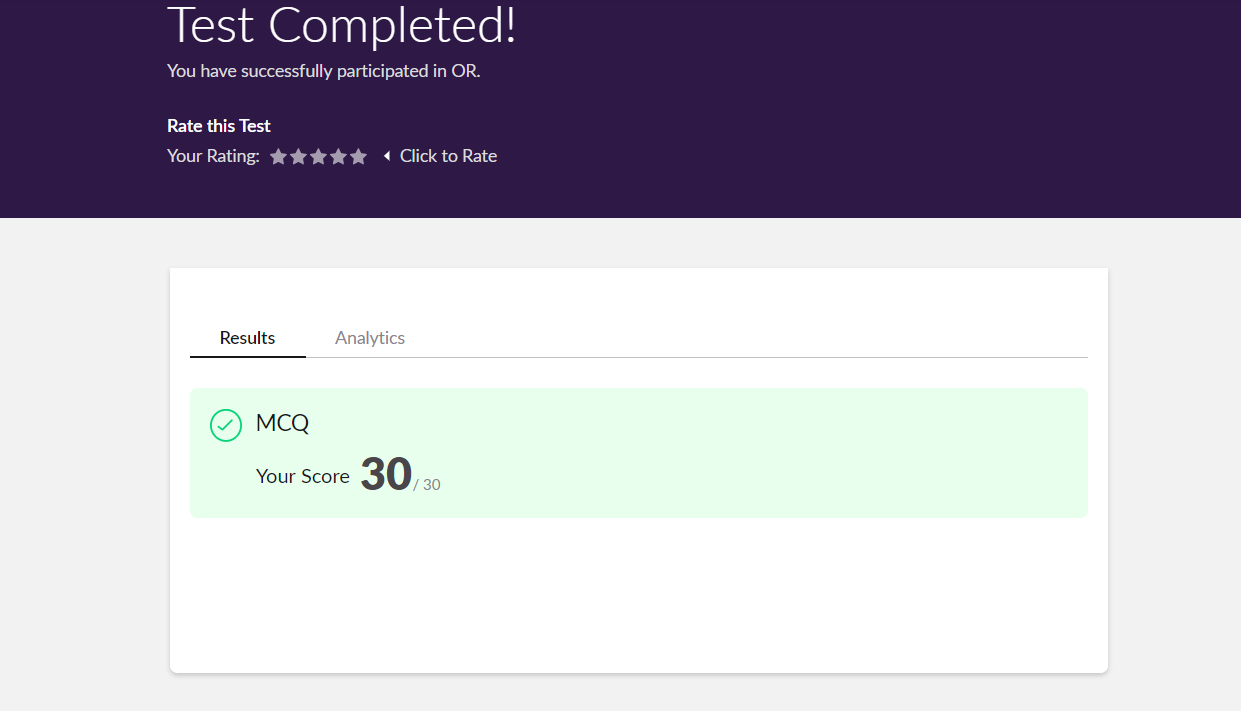 Test Completed!
You have successfully participated in OR.
Rate this Test
Your Rating: Click to Rate
Results Analytics
MCQ
Your Score 30 / 30